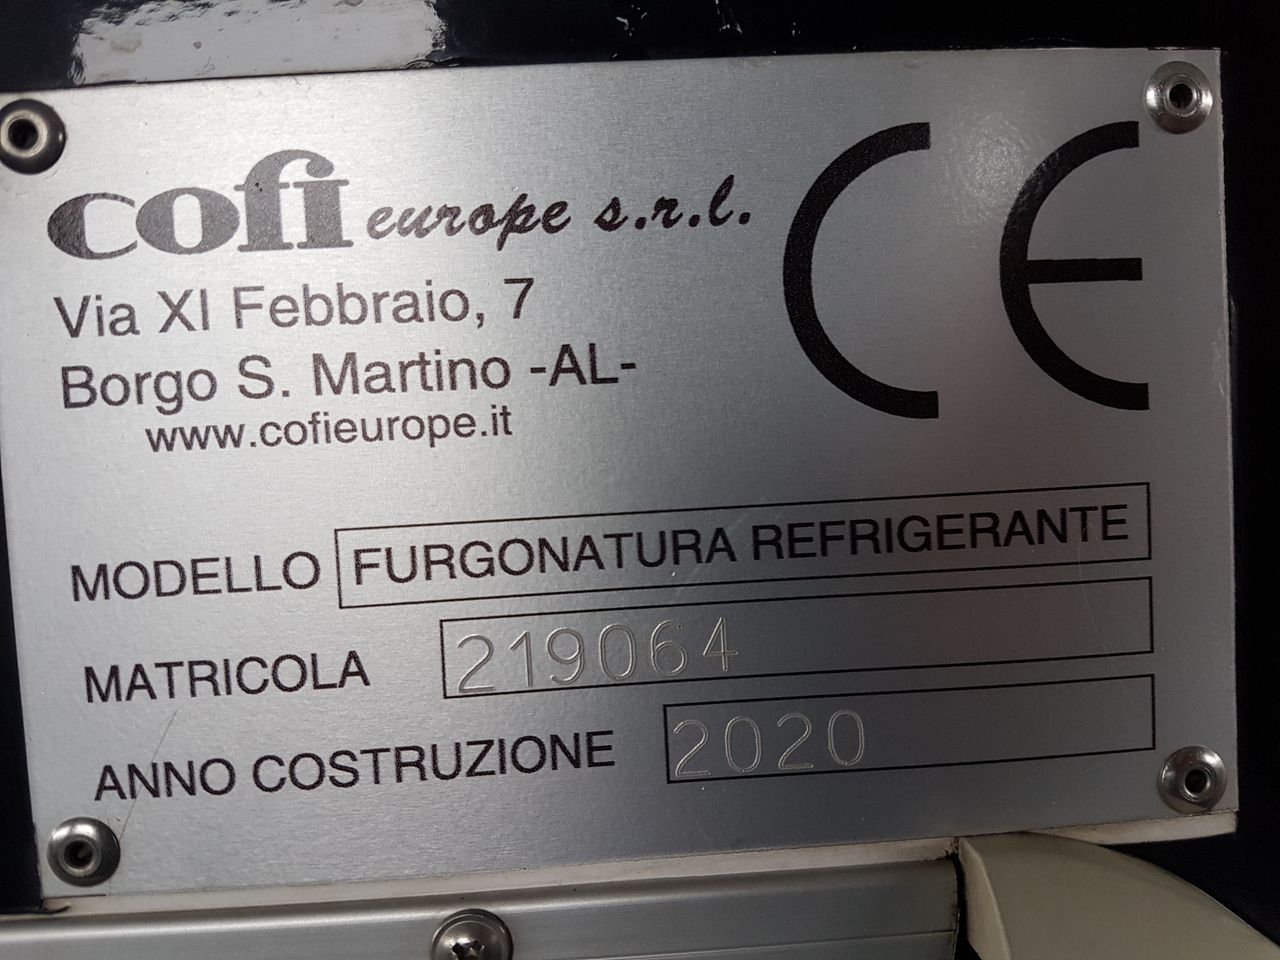 cofi europe s.r.l.
Via XI Febbraio, 7
Borgo S. Martino -AL-
www.cofieurope.it
CE
MODELLO FURGONATURA REFRIGERANTE
MATRICOLA 219064
ANNO COSTRUZIONE 2020